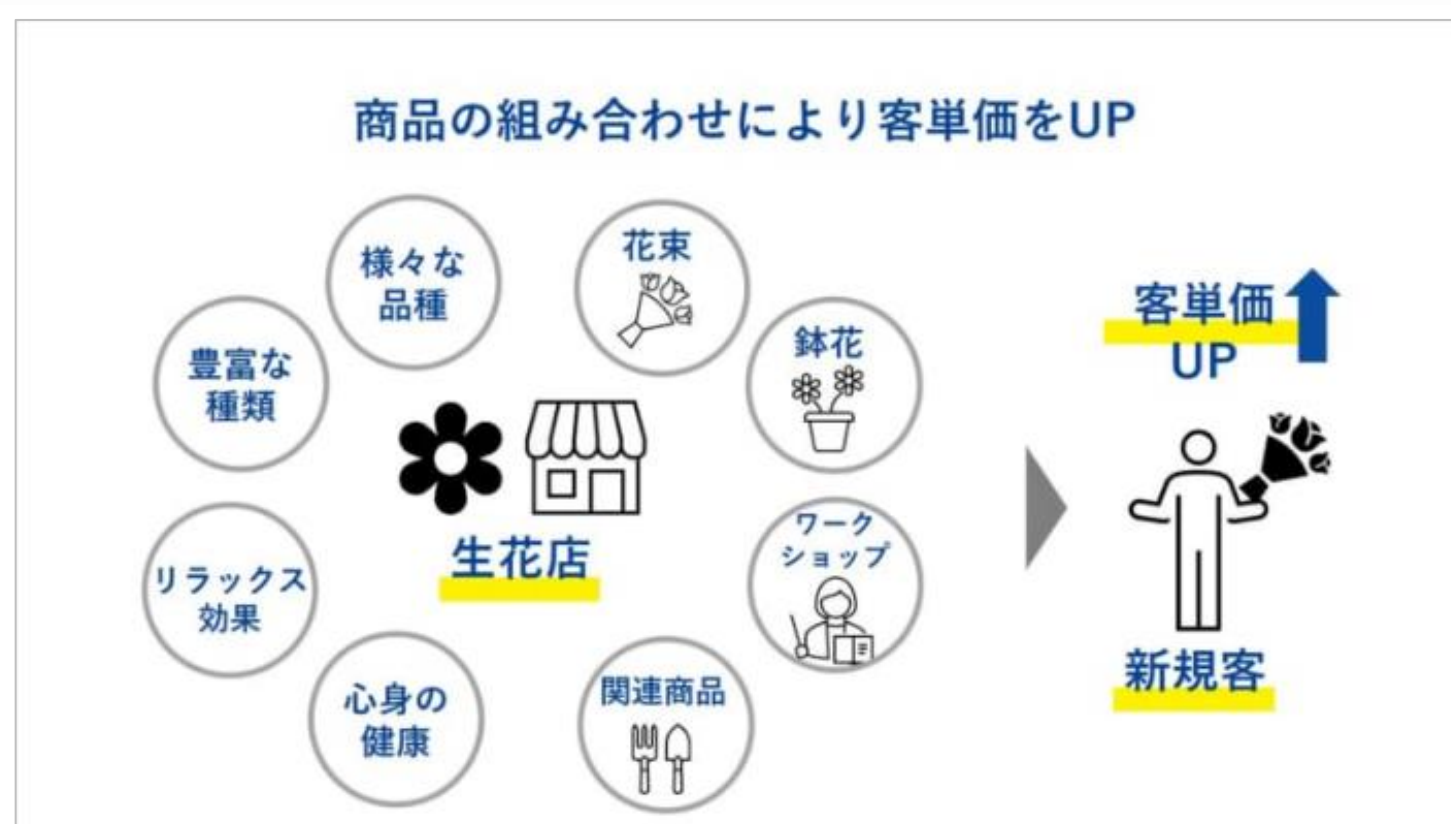 商品の組み合わせにより客単価をUP
様々な
品種
花束
豊富な
種類
鉢花
客単価
UP
生花店
ワーク
ショップ
リラックス
効果
心身の
健康
関連商品
新規客